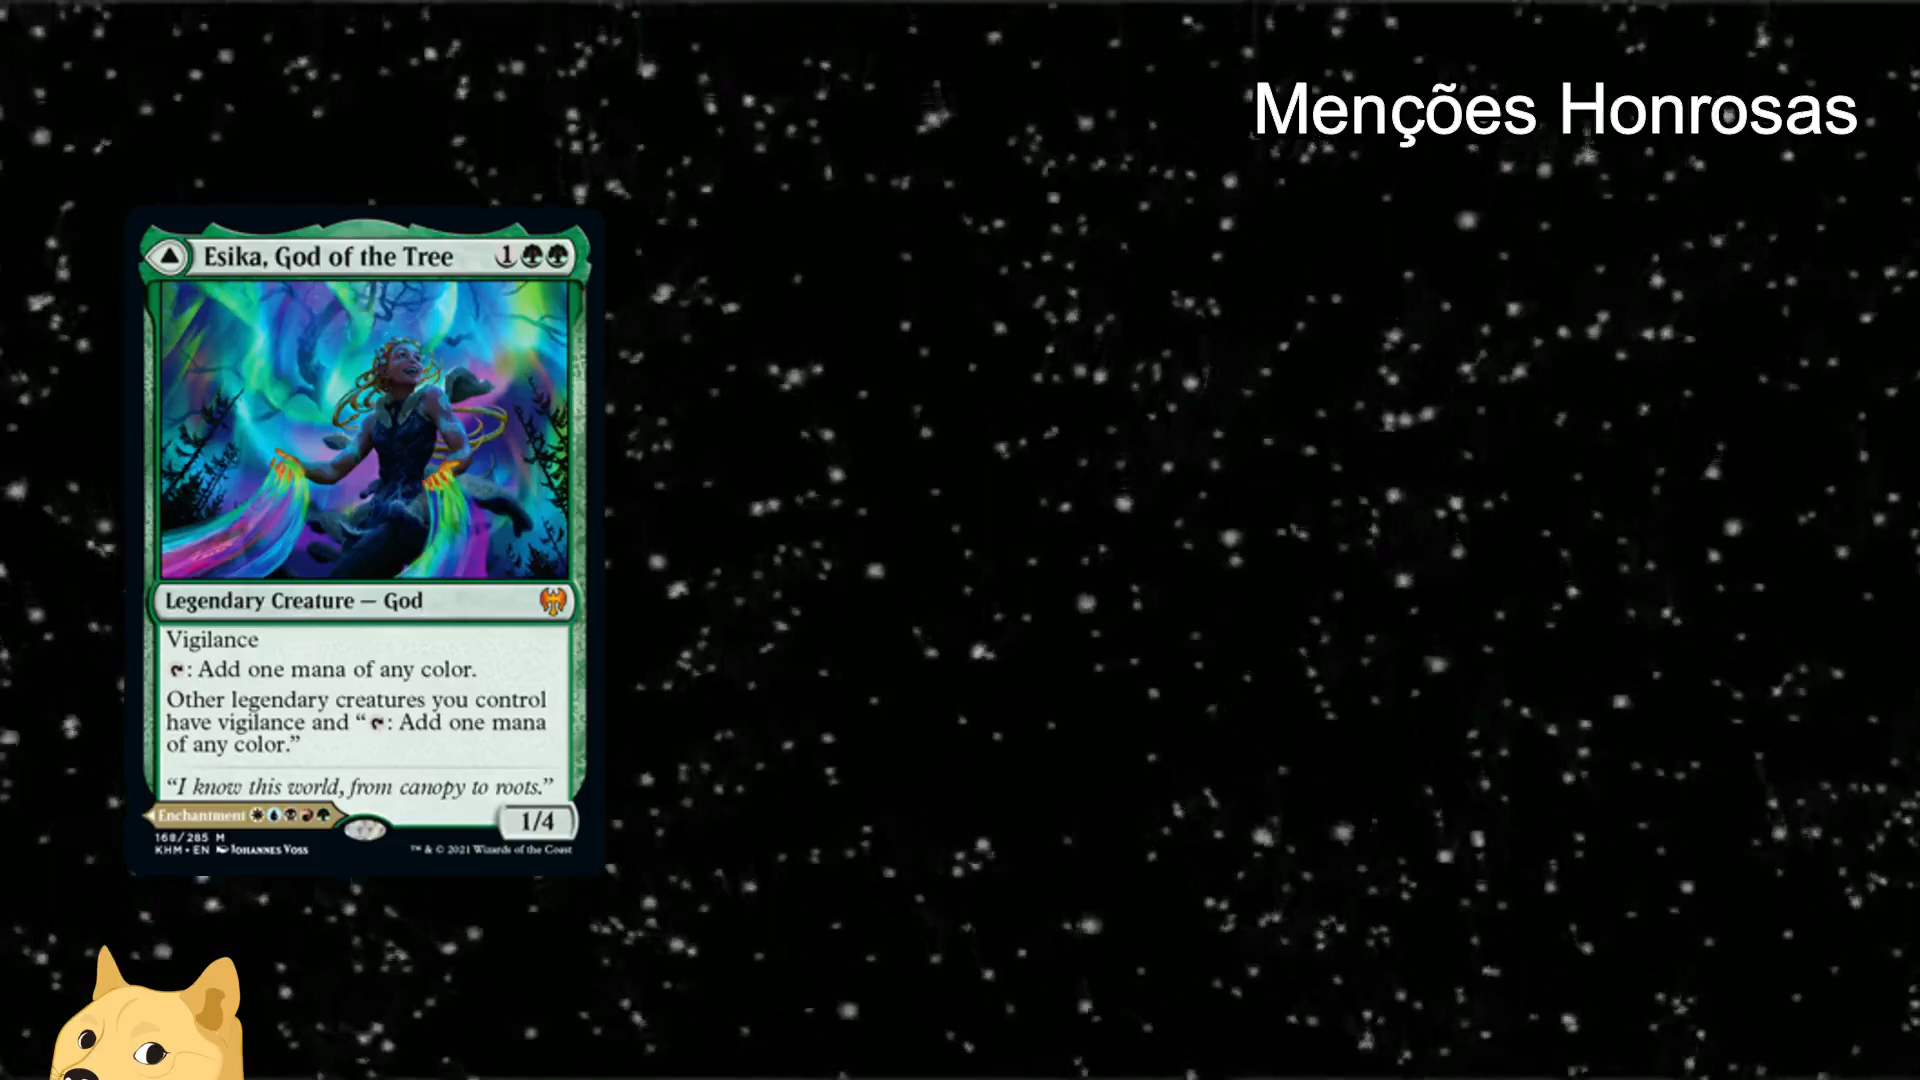 Menções Honrosas
Esika, God of the Tree 1
Legendary Creature — God
Vigilance
: Add one mana of any color.
Other legendary creatures you control
have vigilance and “: Add one mana
of any color.”
“I know this world, from canopy to roots.”
Enchantment
1/4
168/285 M
KHM • EN Johannes Voss
™ & © 2021 Wizards of the Coast